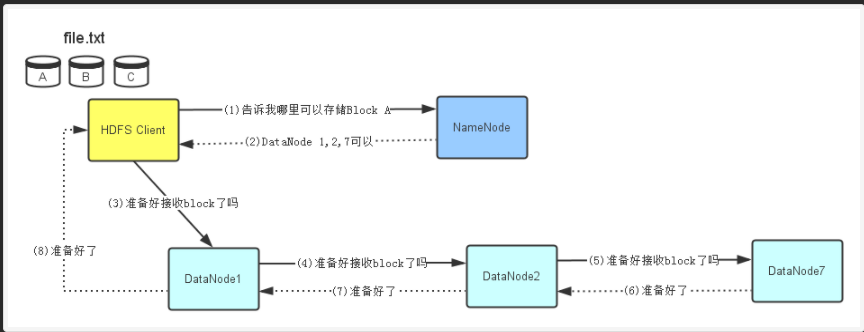 file.txt
A
B
C
HDFS Client
(1)告诉我哪里可以存储Block A
NameNode
(2)DataNode 1,2,7可以
(3)准备好接收block了吗
(8)准备好了
DataNode1
(4)准备好接收block了吗
(7)准备好了
DataNode2
(5)准备好接收block了吗
(6)准备好了
DataNode7